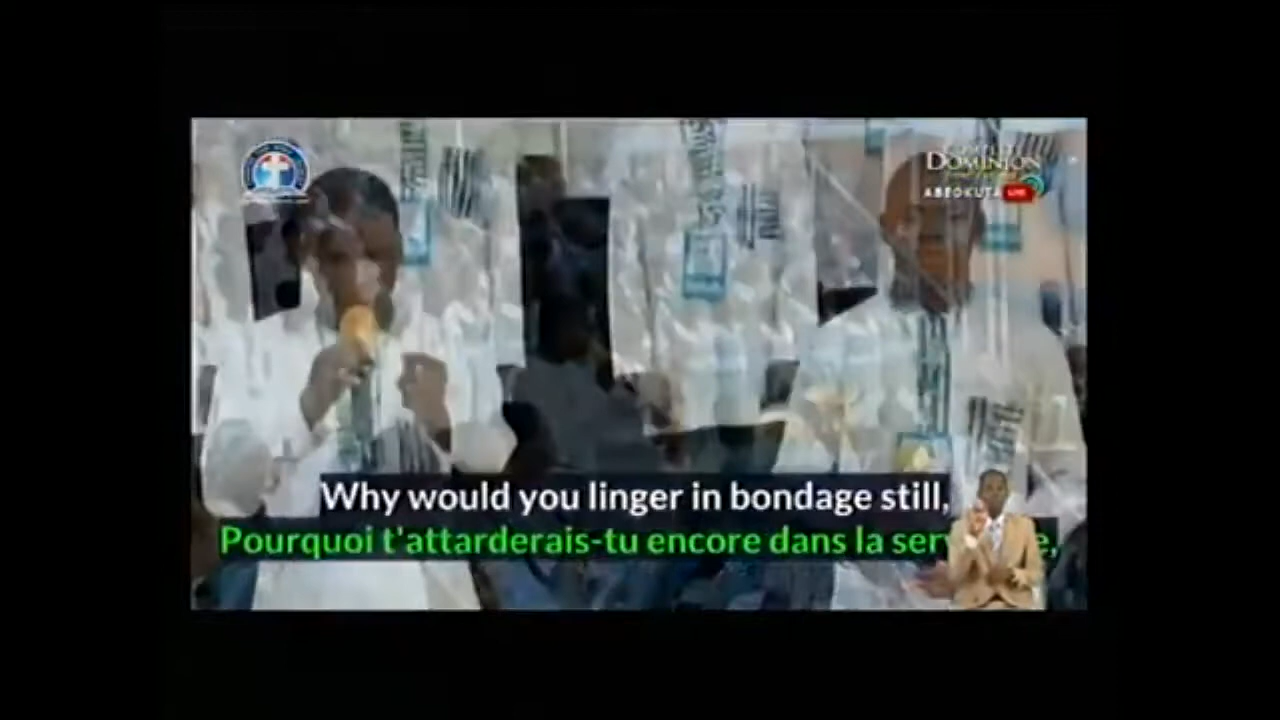 DOMINION
ABEOKUTA LIVE
Why would you linger in bondage still,
Pourquoi t'attarderais-tu encore dans la ser e,